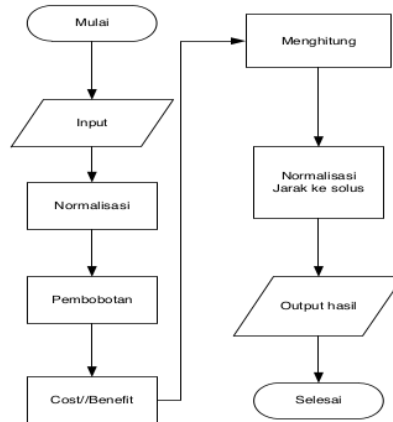 Mulai
Input
Normalisasi
Pembobotan
Cost//Benefit
Menghitung
Normalisasi
Jarak ke solus
Output hasil
Selesai